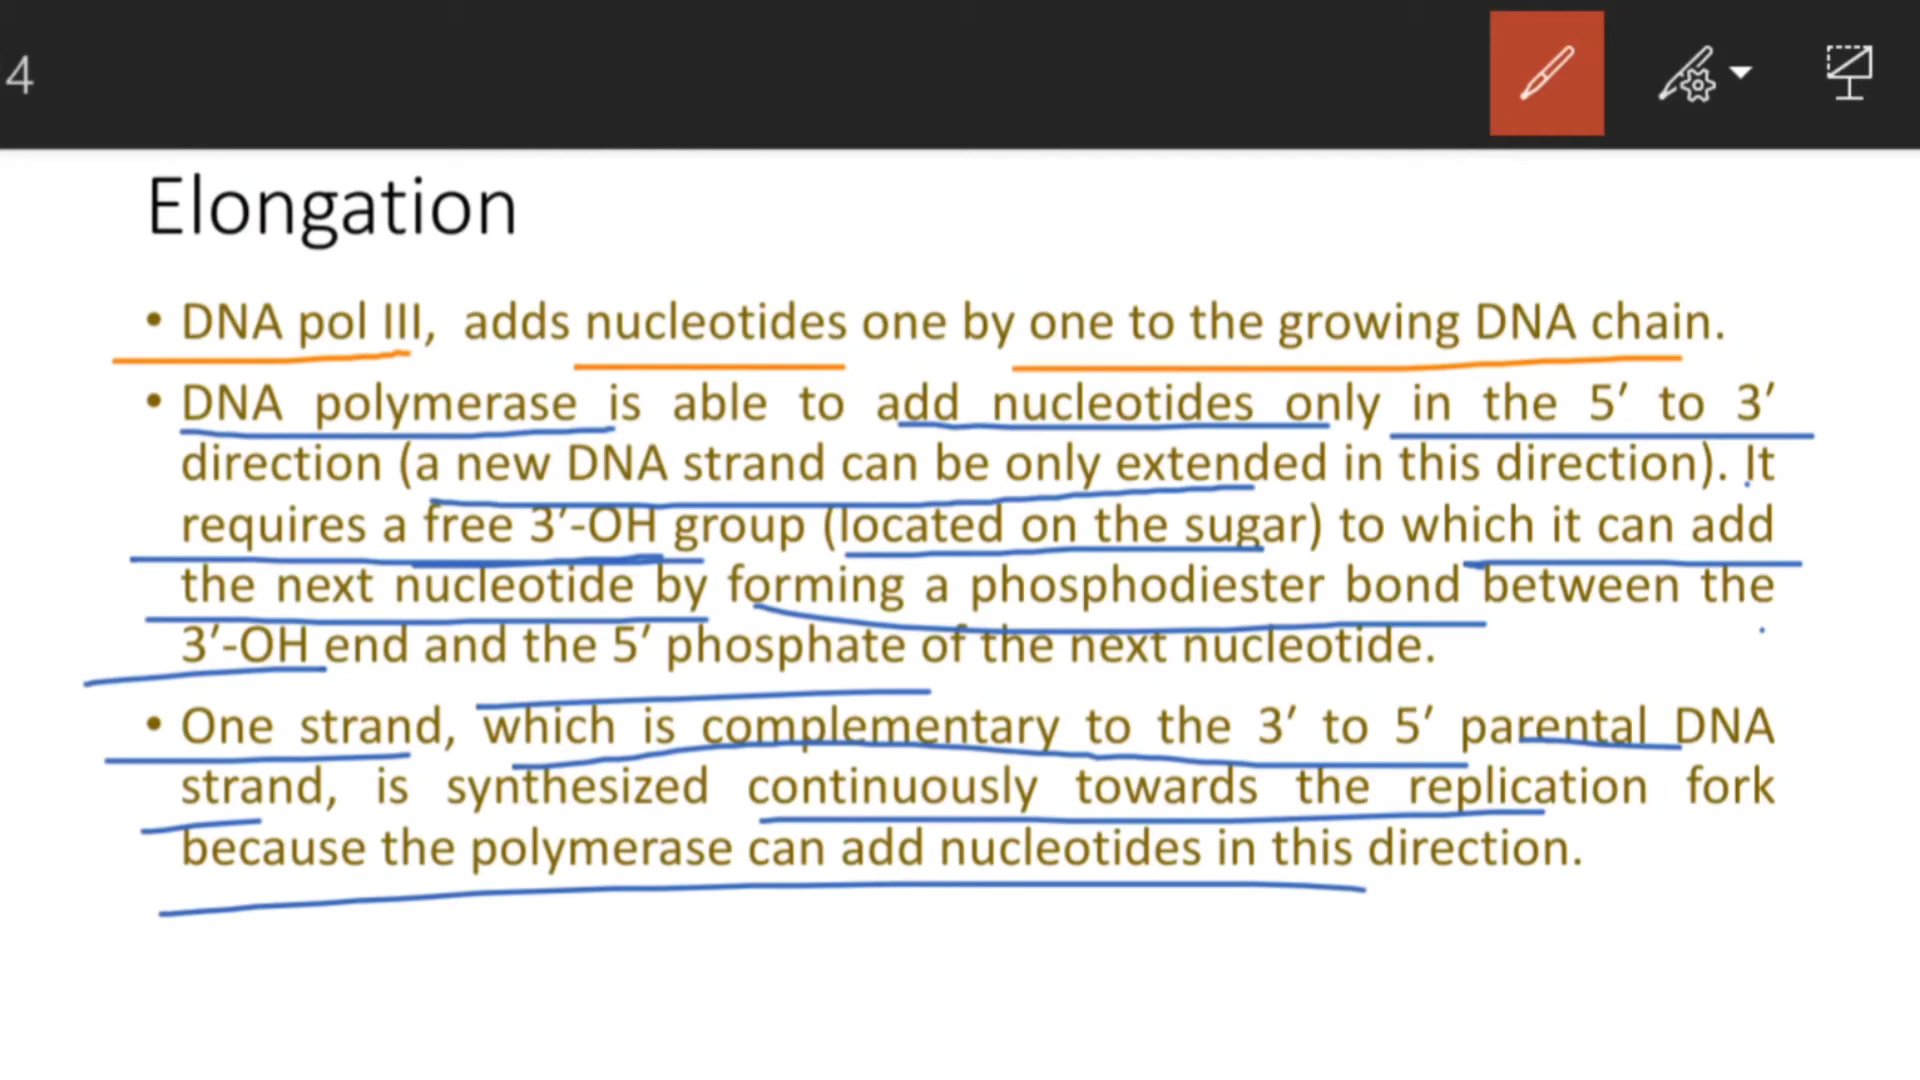 4
Elongation
• DNA pol III,  adds nucleotides one by one to the growing DNA chain.
• DNA polymerase is able to add nucleotides only in the 5′ to 3′
direction (a new DNA strand can be only extended in this direction). It
requires a free 3′-OH group (located on the sugar) to which it can add
the next nucleotide by forming a phosphodiester bond between the
3′-OH end and the 5′ phosphate of the next nucleotide.
• One strand, which is complementary to the 3′ to 5′ parental DNA
strand, is synthesized continuously towards the replication fork
because the polymerase can add nucleotides in this direction.